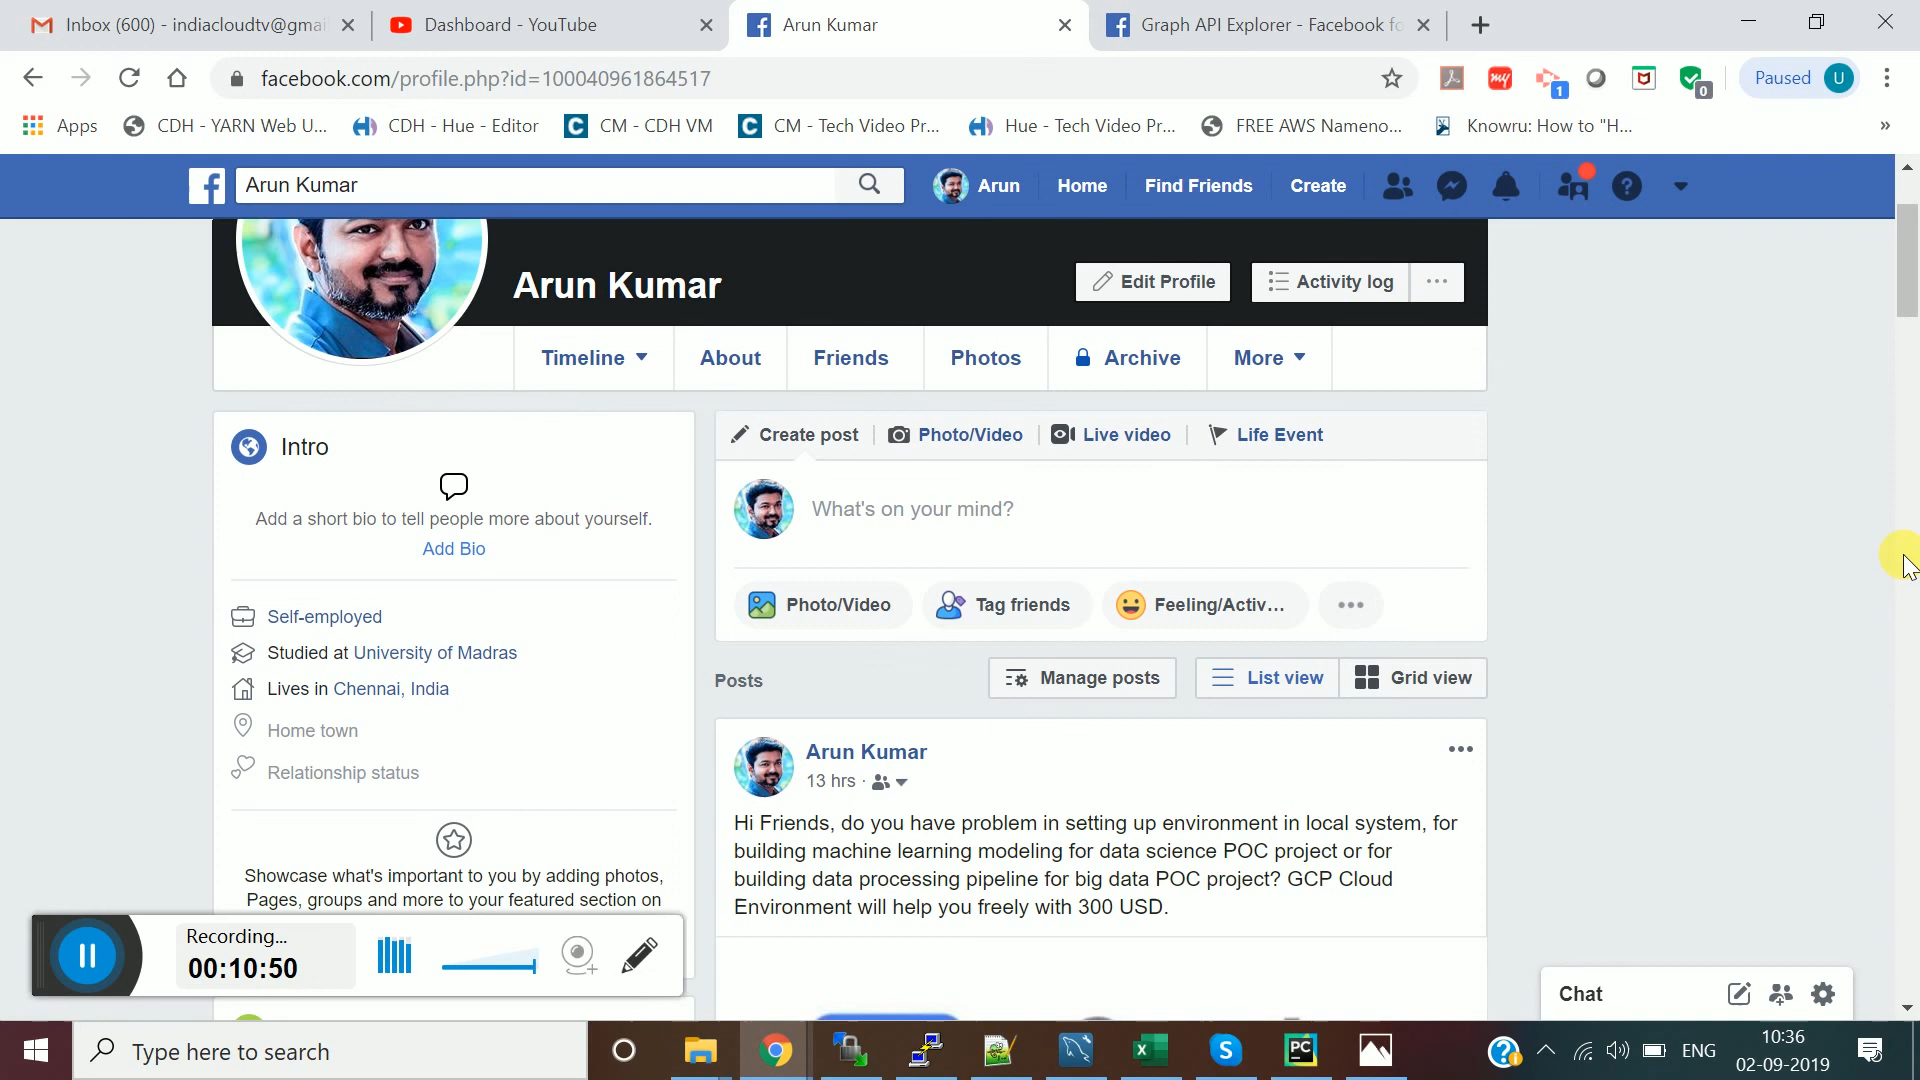 Inbox (600) - indiacloudtv@gmai
Dashboard - YouTube
Arun Kumar
Graph API Explorer - Facebook fo
facebook.com/profile.php?id=100040961864517
my
1
0
Paused
U
Apps
CDH - YARN Web U...
CDH - Hue - Editor
CM - CDH VM
CM - Tech Video Pr...
Hue - Tech Video Pr...
FREE AWS Nameno...
Knowru: How to "H...
»
Arun Kumar
Arun
Home
Find Friends
Create
Arun Kumar
Edit Profile
Activity log
Timeline
About
Friends
Photos
Archive
More
Intro
Add a short bio to tell people more about yourself.
Add Bio
Self-employed
Studied at University of Madras
Lives in Chennai, India
Home town
Relationship status
Showcase what's important to you by adding photos,
Pages, groups and more to your featured section on
Create post
Photo/Video
Live video
Life Event
What's on your mind?
Photo/Video
Tag friends
Feeling/Activ...
Posts
Manage posts
List view
Grid view
Arun Kumar
13 hrs ·
Hi Friends, do you have problem in setting up environment in local system, for
building machine learning modeling for data science POC project or for
building data processing pipeline for big data POC project? GCP Cloud
Environment will help you freely with 300 USD.
Recording...
00:10:50
Chat
Type here to search
PC
ENG
10:36
02-09-2019